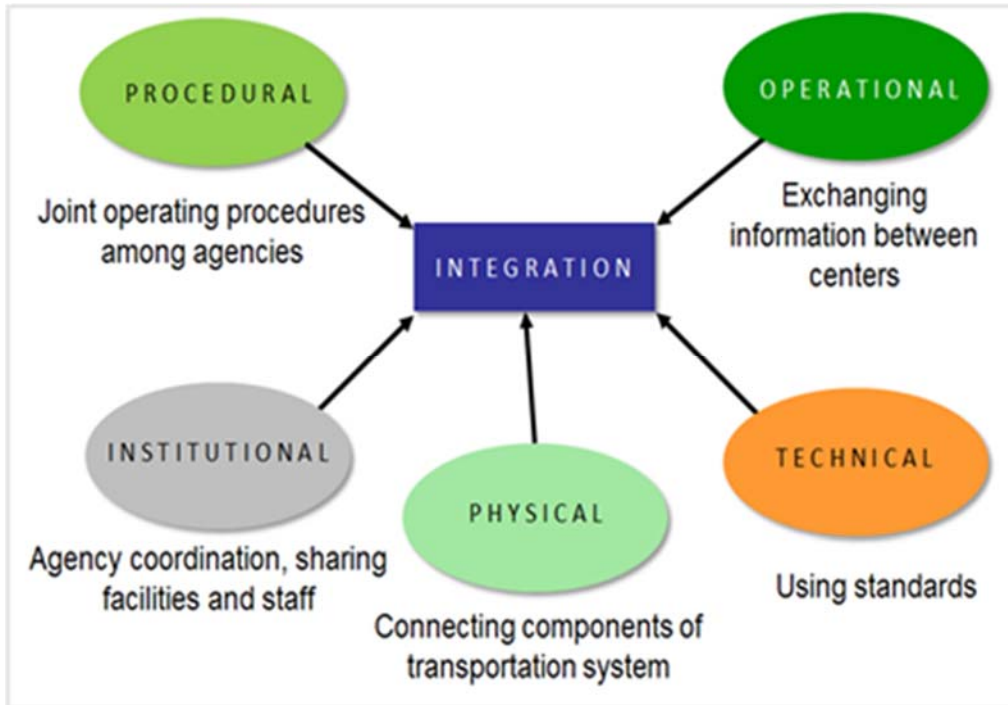 PROCEDURAL
Joint operating procedures
among agencies
OPERATIONAL
Exchanging
information between
centers
INTEGRATION
INSTITUTIONAL
Agency coordination, sharing
facilities and staff
PHYSICAL
Connecting components of
transportation system
TECHNICAL
Using standards